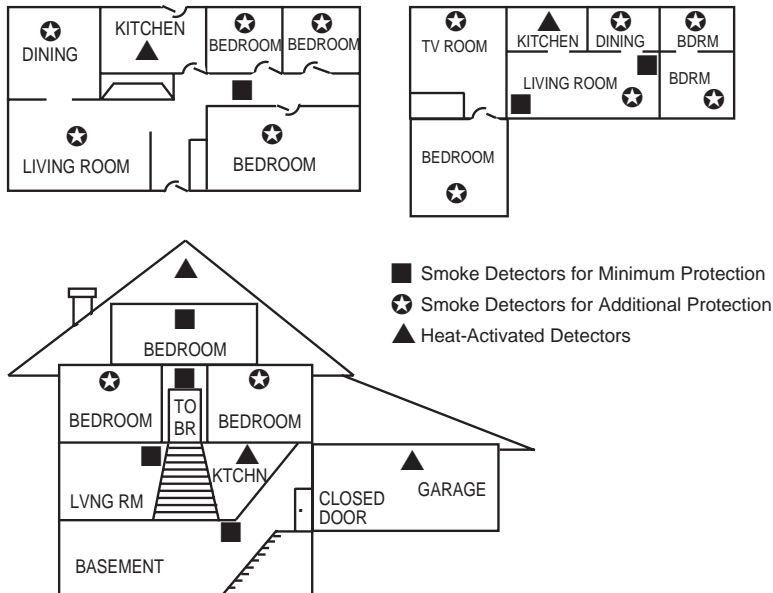 KITCHEN
DINING
BEDROOM
BEDROOM
LIVING ROOM
BEDROOM
TV ROOM
KITCHEN
DINING
BDRM
LIVING ROOM
BDRM
BEDROOM
Smoke Detectors for Minimum Protection
Smoke Detectors for Additional Protection
Heat-Activated Detectors
BEDROOM
BEDROOM
TO
BR
BEDROOM
LVNG RM
KTCHN
CLOSED
DOOR
GARAGE
BASEMENT